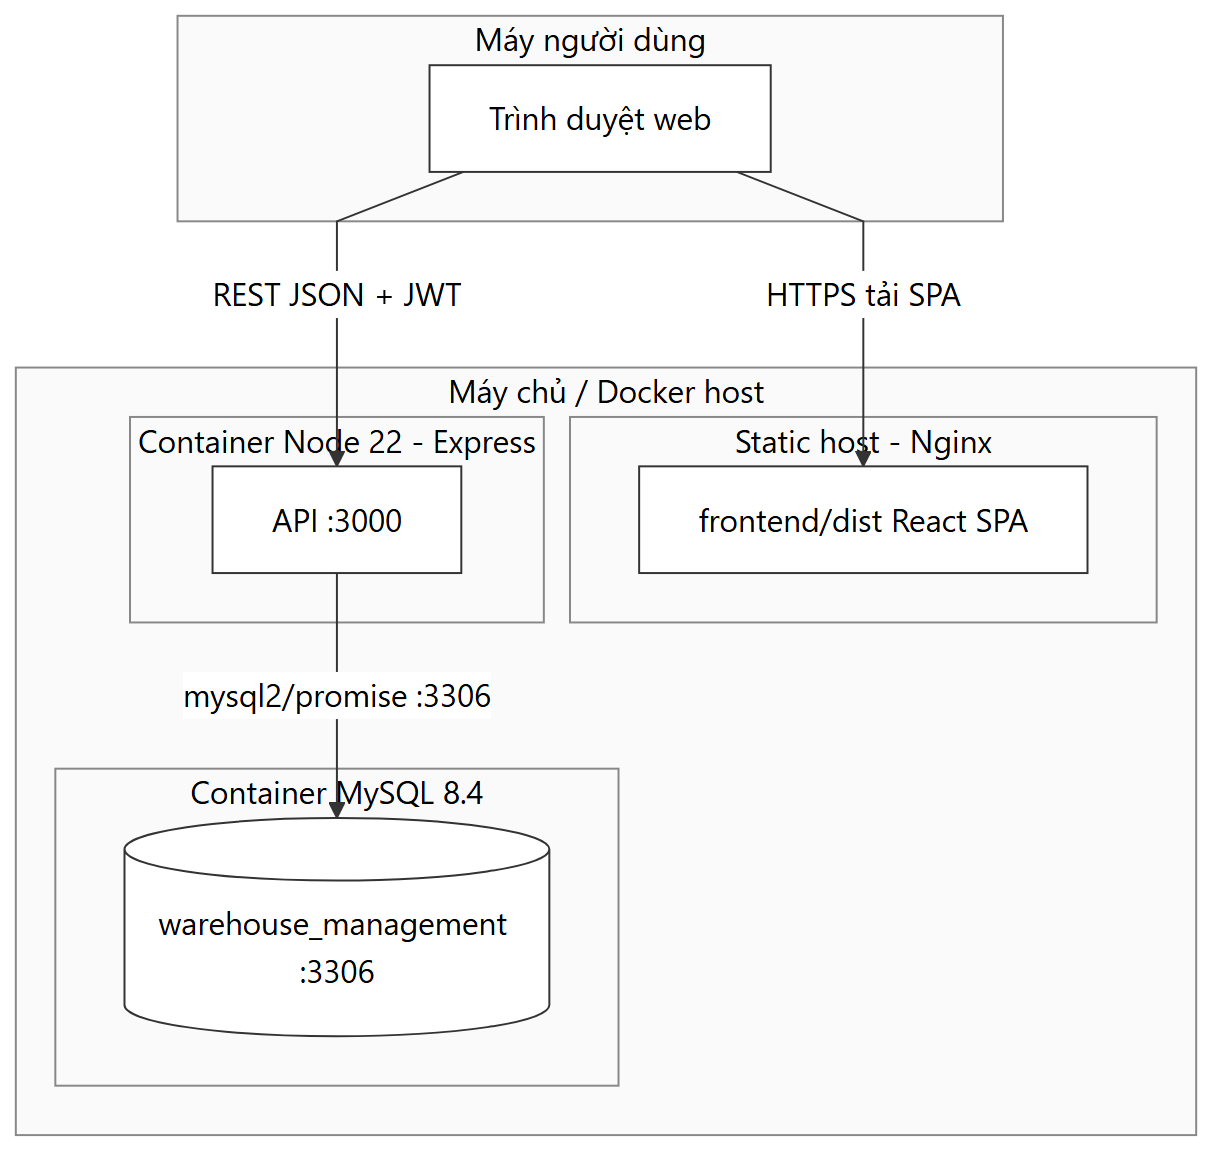 Máy người dùng
Trình duyệt web
REST JSON + JWT
HTTPS tải SPA
Máy chủ / Docker host
Container Node 22 - Express
Static host - Nginx
API :3000
frontend/dist React SPA
mysql2/promise :3306
Container MySQL 8.4
warehouse_management
:3306